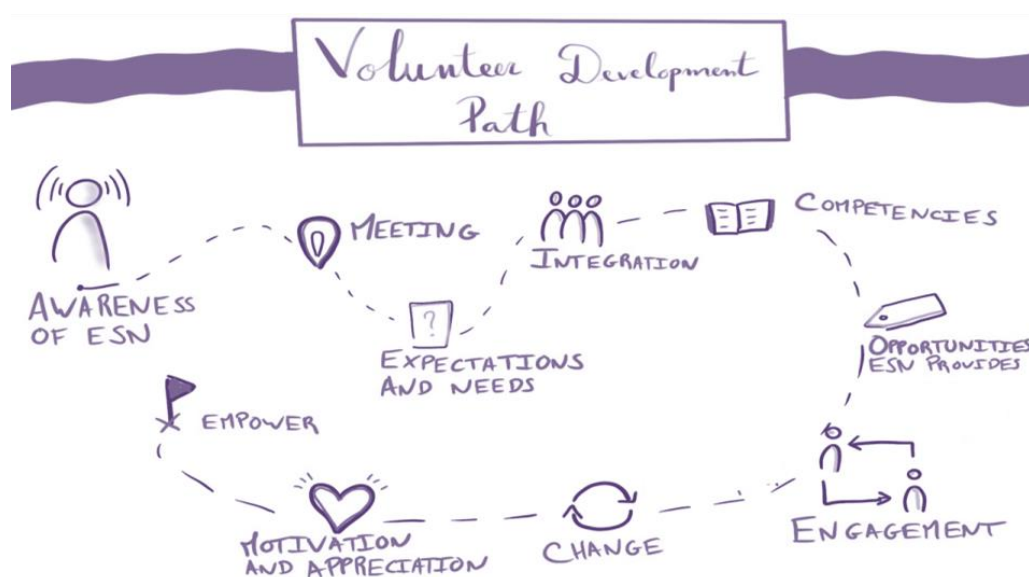 Volunteer Development
Path
AWARENESS
OF ESN
MEETING
?
EXPECTATIONS
AND NEEDS
INTEGRATION
COMPETENCIES
OPPORTUNITIES
ESN PROVIDES
ENGAGEMENT
CHANGE
MOTIVATION
AND APPRECIATION
EMPOWER